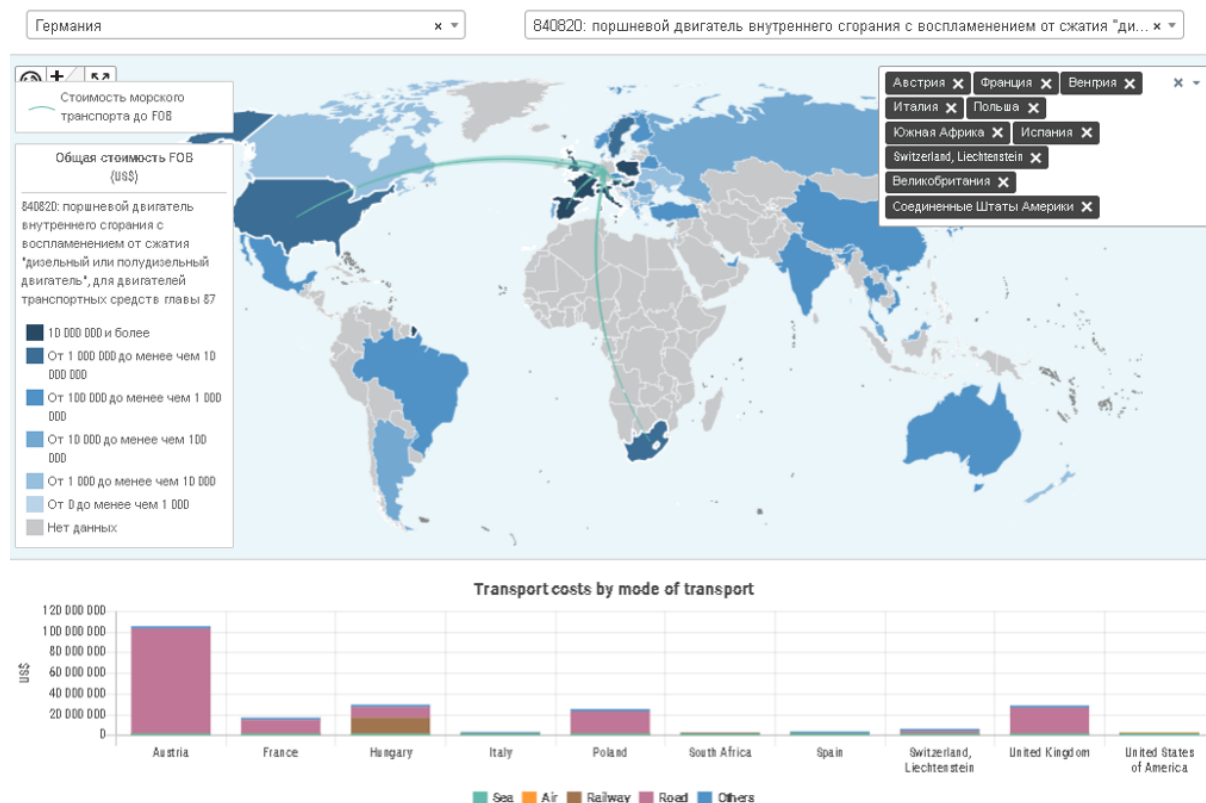 Германия × ▾
840820: поршневой двигатель внутреннего сгорания с воспламенением от сжатия "ди... × ▾
Стоимость морского
транспорта до FOB
Общая стоимость FOB
(US$)
840820: поршневой двигатель
внутреннего сгорания с
воспламенением от сжатия
"дизельный или полудизельный
двигатель", для двигателей
транспортных средств главы 87
10 000 000 и более
От 1 000 000 до менее чем 10
000 000
От 100 000 до менее чем 1 000
000
От 10 000 до менее чем 100
000
От 1 000 до менее чем 10 000
От 0 до менее чем 1 000
Нет данных
Австрия × Франция × Венгрия ×
Италия × Польша ×
Южная Африка × Испания ×
Switzerland, Liechtenstein ×
Великобритания ×
Соединенные Штаты Америки ×
Transport costs by mode of transport
US$
120 000 000
100 000 000
80 000 000
60 000 000
40 000 000
20 000 000
0
Austria
France
Hungary
Italy
Poland
South Africa
Spain
Switzerland,
Liechtenstein
United Kingdom
United States
of America
Sea Air Railway Road Others